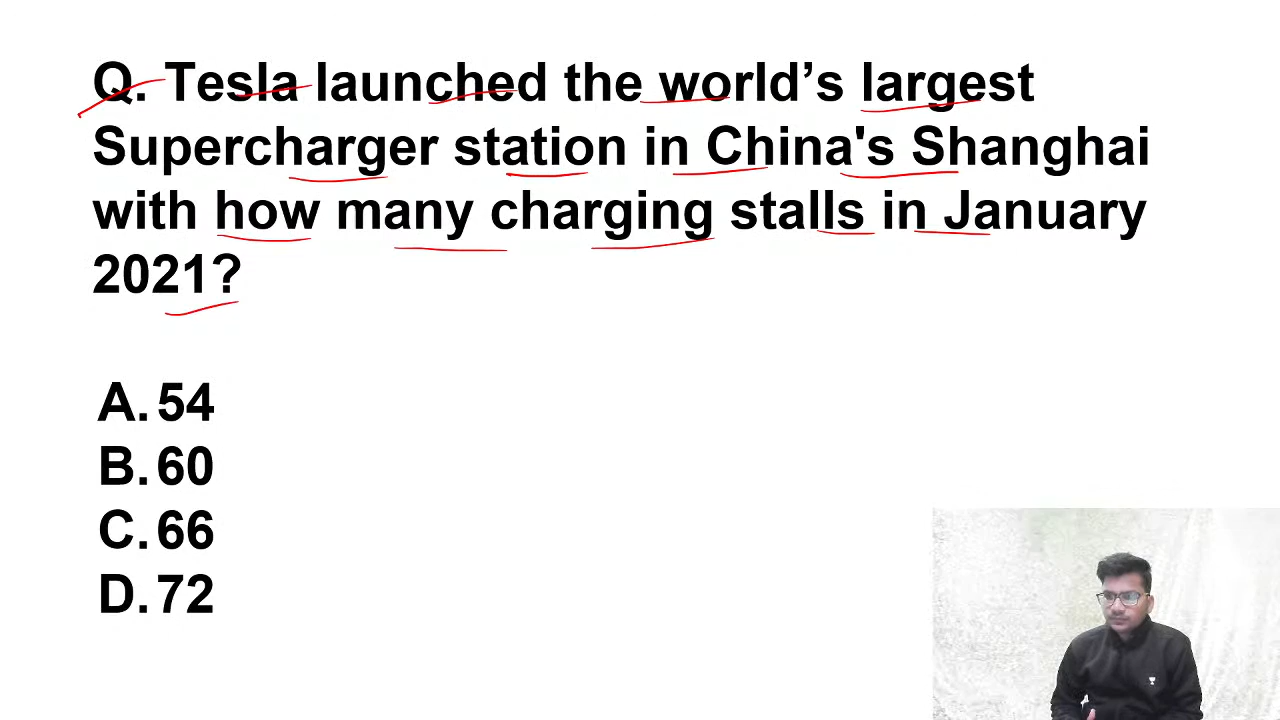 Q. Tesla launched the world’s largest
Supercharger station in China's Shanghai
with how many charging stalls in January
2021?
A. 54
B. 60
C. 66
D. 72